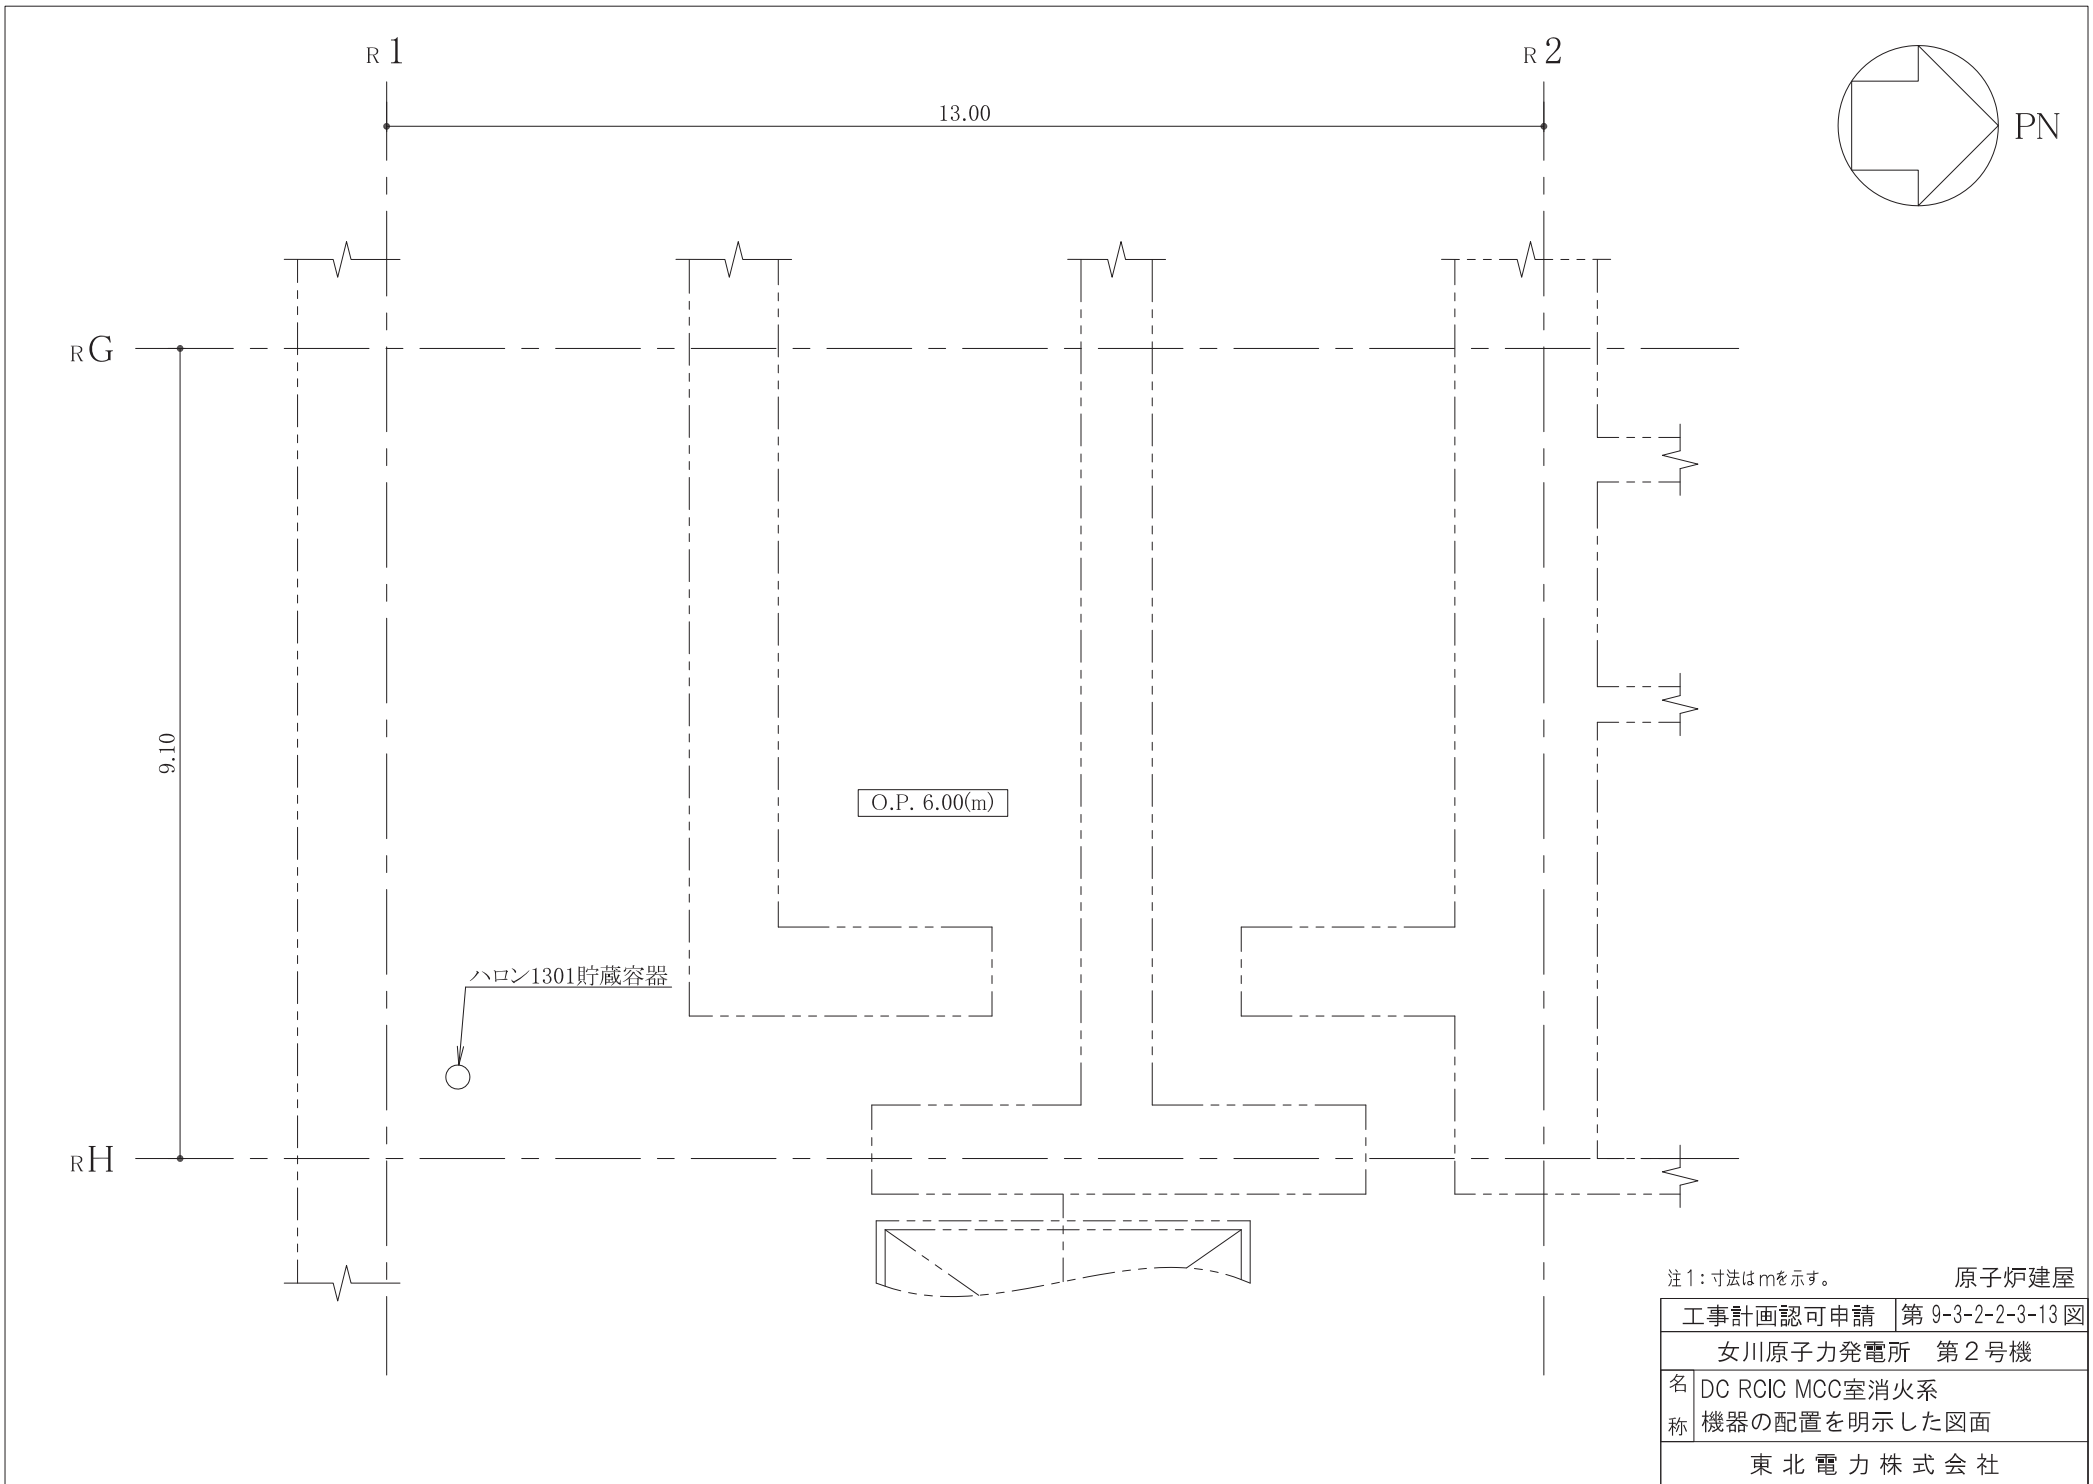 R1
R2
13.00
PN
RG
9.10
O.P. 6.00(m)
ハロン1301貯蔵容器
RH
注1:寸法はmを示す。
原子炉建屋
工事計画認可申請 第 9-3-2-2-3-13 図
女川原子力発電所 第2号機
名称
DC RCIC MCC室消火系
機器の配置を明示した図面
東北電力株式会社